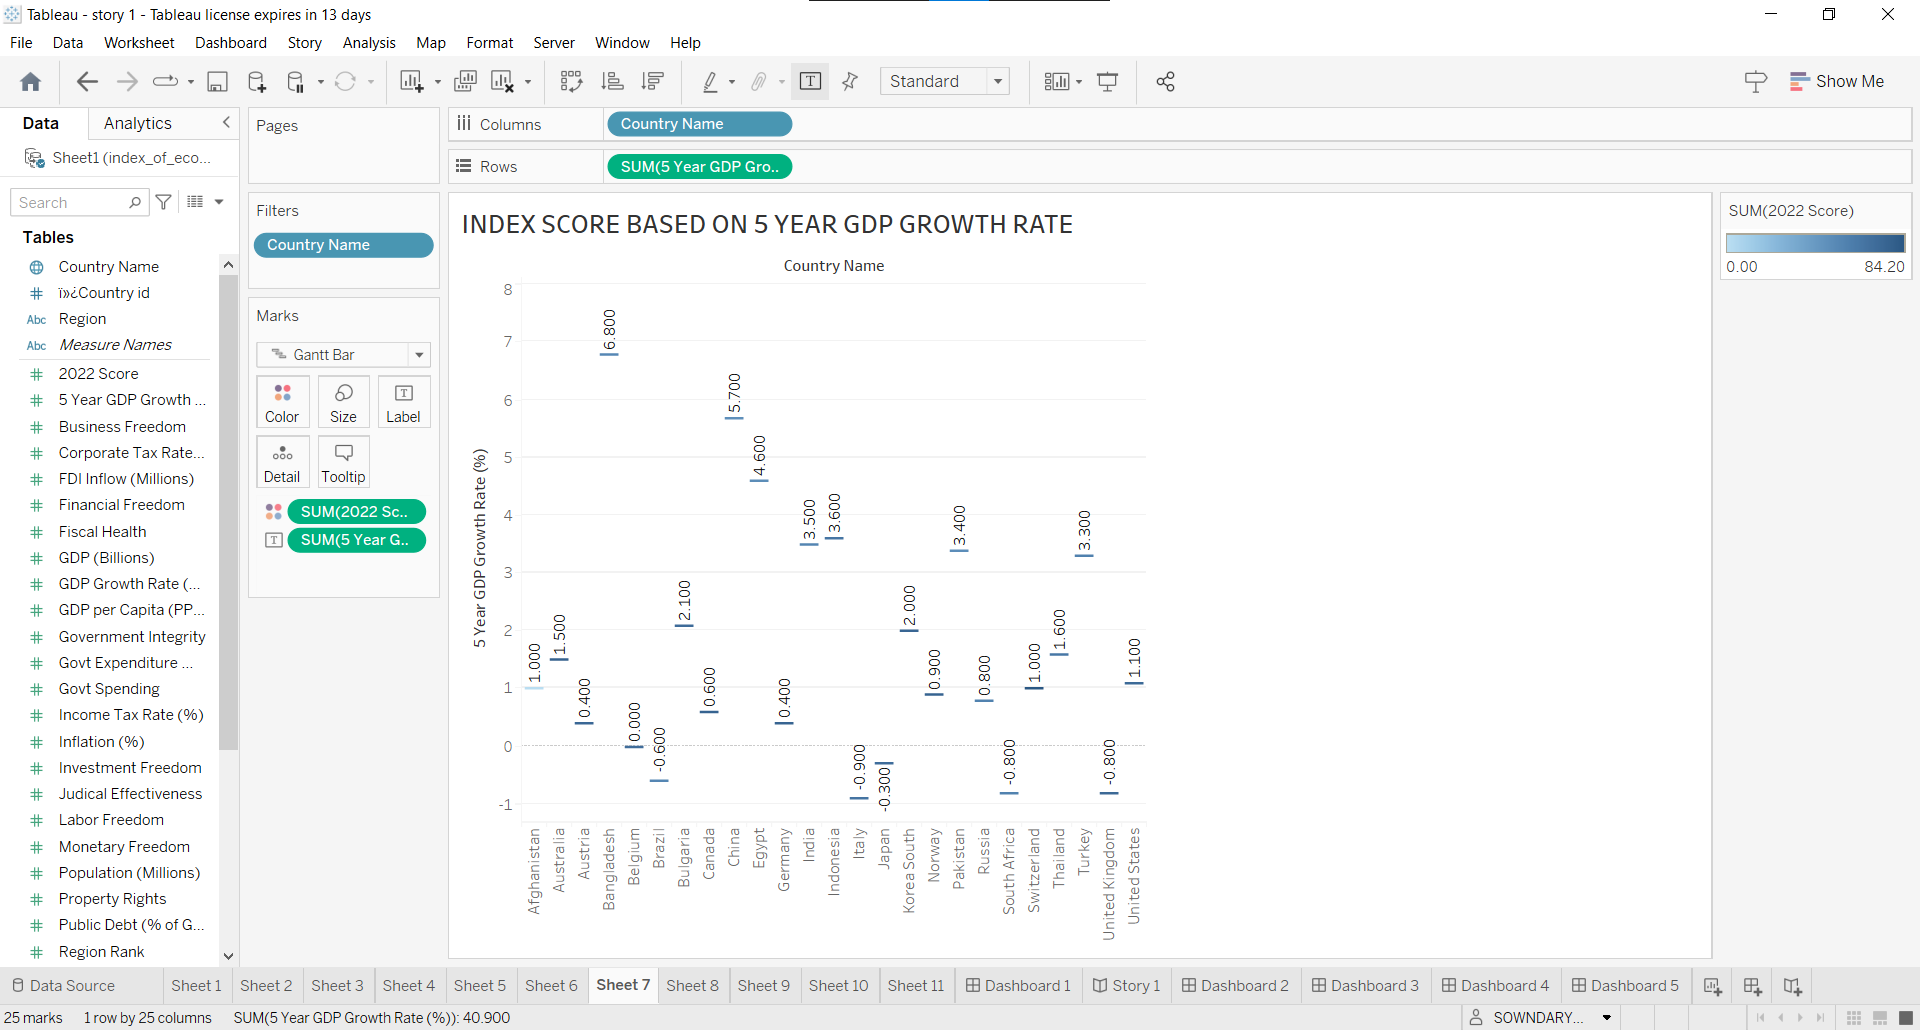 Tableau - story 1 - Tableau license expires in 13 days
File Data Worksheet Dashboard Story Analysis Map Format Server Window Help
Standard
Show Me
Data Analytics
Sheet1 (index_of_eco...
Search
Tables
Country Name
ï»¿Country id
Abc Region
Abc Measure Names
2022 Score
5 Year GDP Growth ...
Business Freedom
Corporate Tax Rate...
FDI Inflow (Millions)
Financial Freedom
Fiscal Health
GDP (Billions)
GDP Growth Rate (...
GDP per Capita (PP...
Government Integrity
Govt Expenditure ...
Govt Spending
Income Tax Rate (%)
Inflation (%)
Investment Freedom
Judical Effectiveness
Labor Freedom
Monetary Freedom
Population (Millions)
Property Rights
Public Debt (% of G...
Region Rank
Pages
Filters
Country Name
Marks
Gantt Bar
Color Size T Label
Detail Tooltip
SUM(2022 Sc..
T SUM(5 Year G..
Columns Country Name
Rows SUM(5 Year GDP Gro..
INDEX SCORE BASED ON 5 YEAR GDP GROWTH RATE
Country Name
5 Year GDP Growth Rate (%)
8
7
6
5
4
3
2
1
0
-1
1.000
1.500
0.400
6.800
0.000
-0.600
2.100
0.600
5.700
4.600
0.400
3.500
3.600
-0.900
-0.300
2.000
0.900
3.400
0.800
-0.800
1.000
1.600
3.300
-0.800
1.100
Afghanistan
Australia
Austria
Bangladesh
Belgium
Brazil
Bulgaria
Canada
China
Egypt
Germany
India
Indonesia
Italy
Japan
Korea South
Norway
Pakistan
Russia
South Africa
Switzerland
Thailand
Turkey
United Kingdom
United States
SUM(2022 Score)
0.00 84.20
Data Source Sheet 1 Sheet 2 Sheet 3 Sheet 4 Sheet 5 Sheet 6 Sheet 7 Sheet 8 Sheet 9 Sheet 10 Sheet 11 Dashboard 1 Story 1 Dashboard 2 Dashboard 3 Dashboard 4 Dashboard 5
25 marks 1 row by 25 columns SUM(5 Year GDP Growth Rate (%)): 40.900 SOWNDARY...